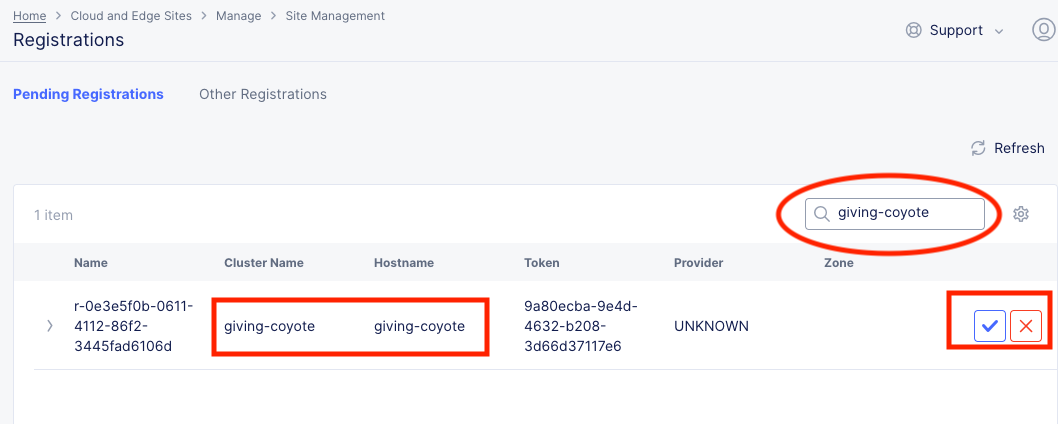 Home > Cloud and Edge Sites > Manage > Site Management
Registrations
Support
Pending Registrations Other Registrations
Refresh
1 item
giving-coyote
Name Cluster Name Hostname Token Provider Zone
r-0e3e5f0b-0611-
4112-86f2-
3445fad6106d
giving-coyote
giving-coyote
9a80ecba-9e4d-
4632-b208-
3d66d37117e6
UNKNOWN